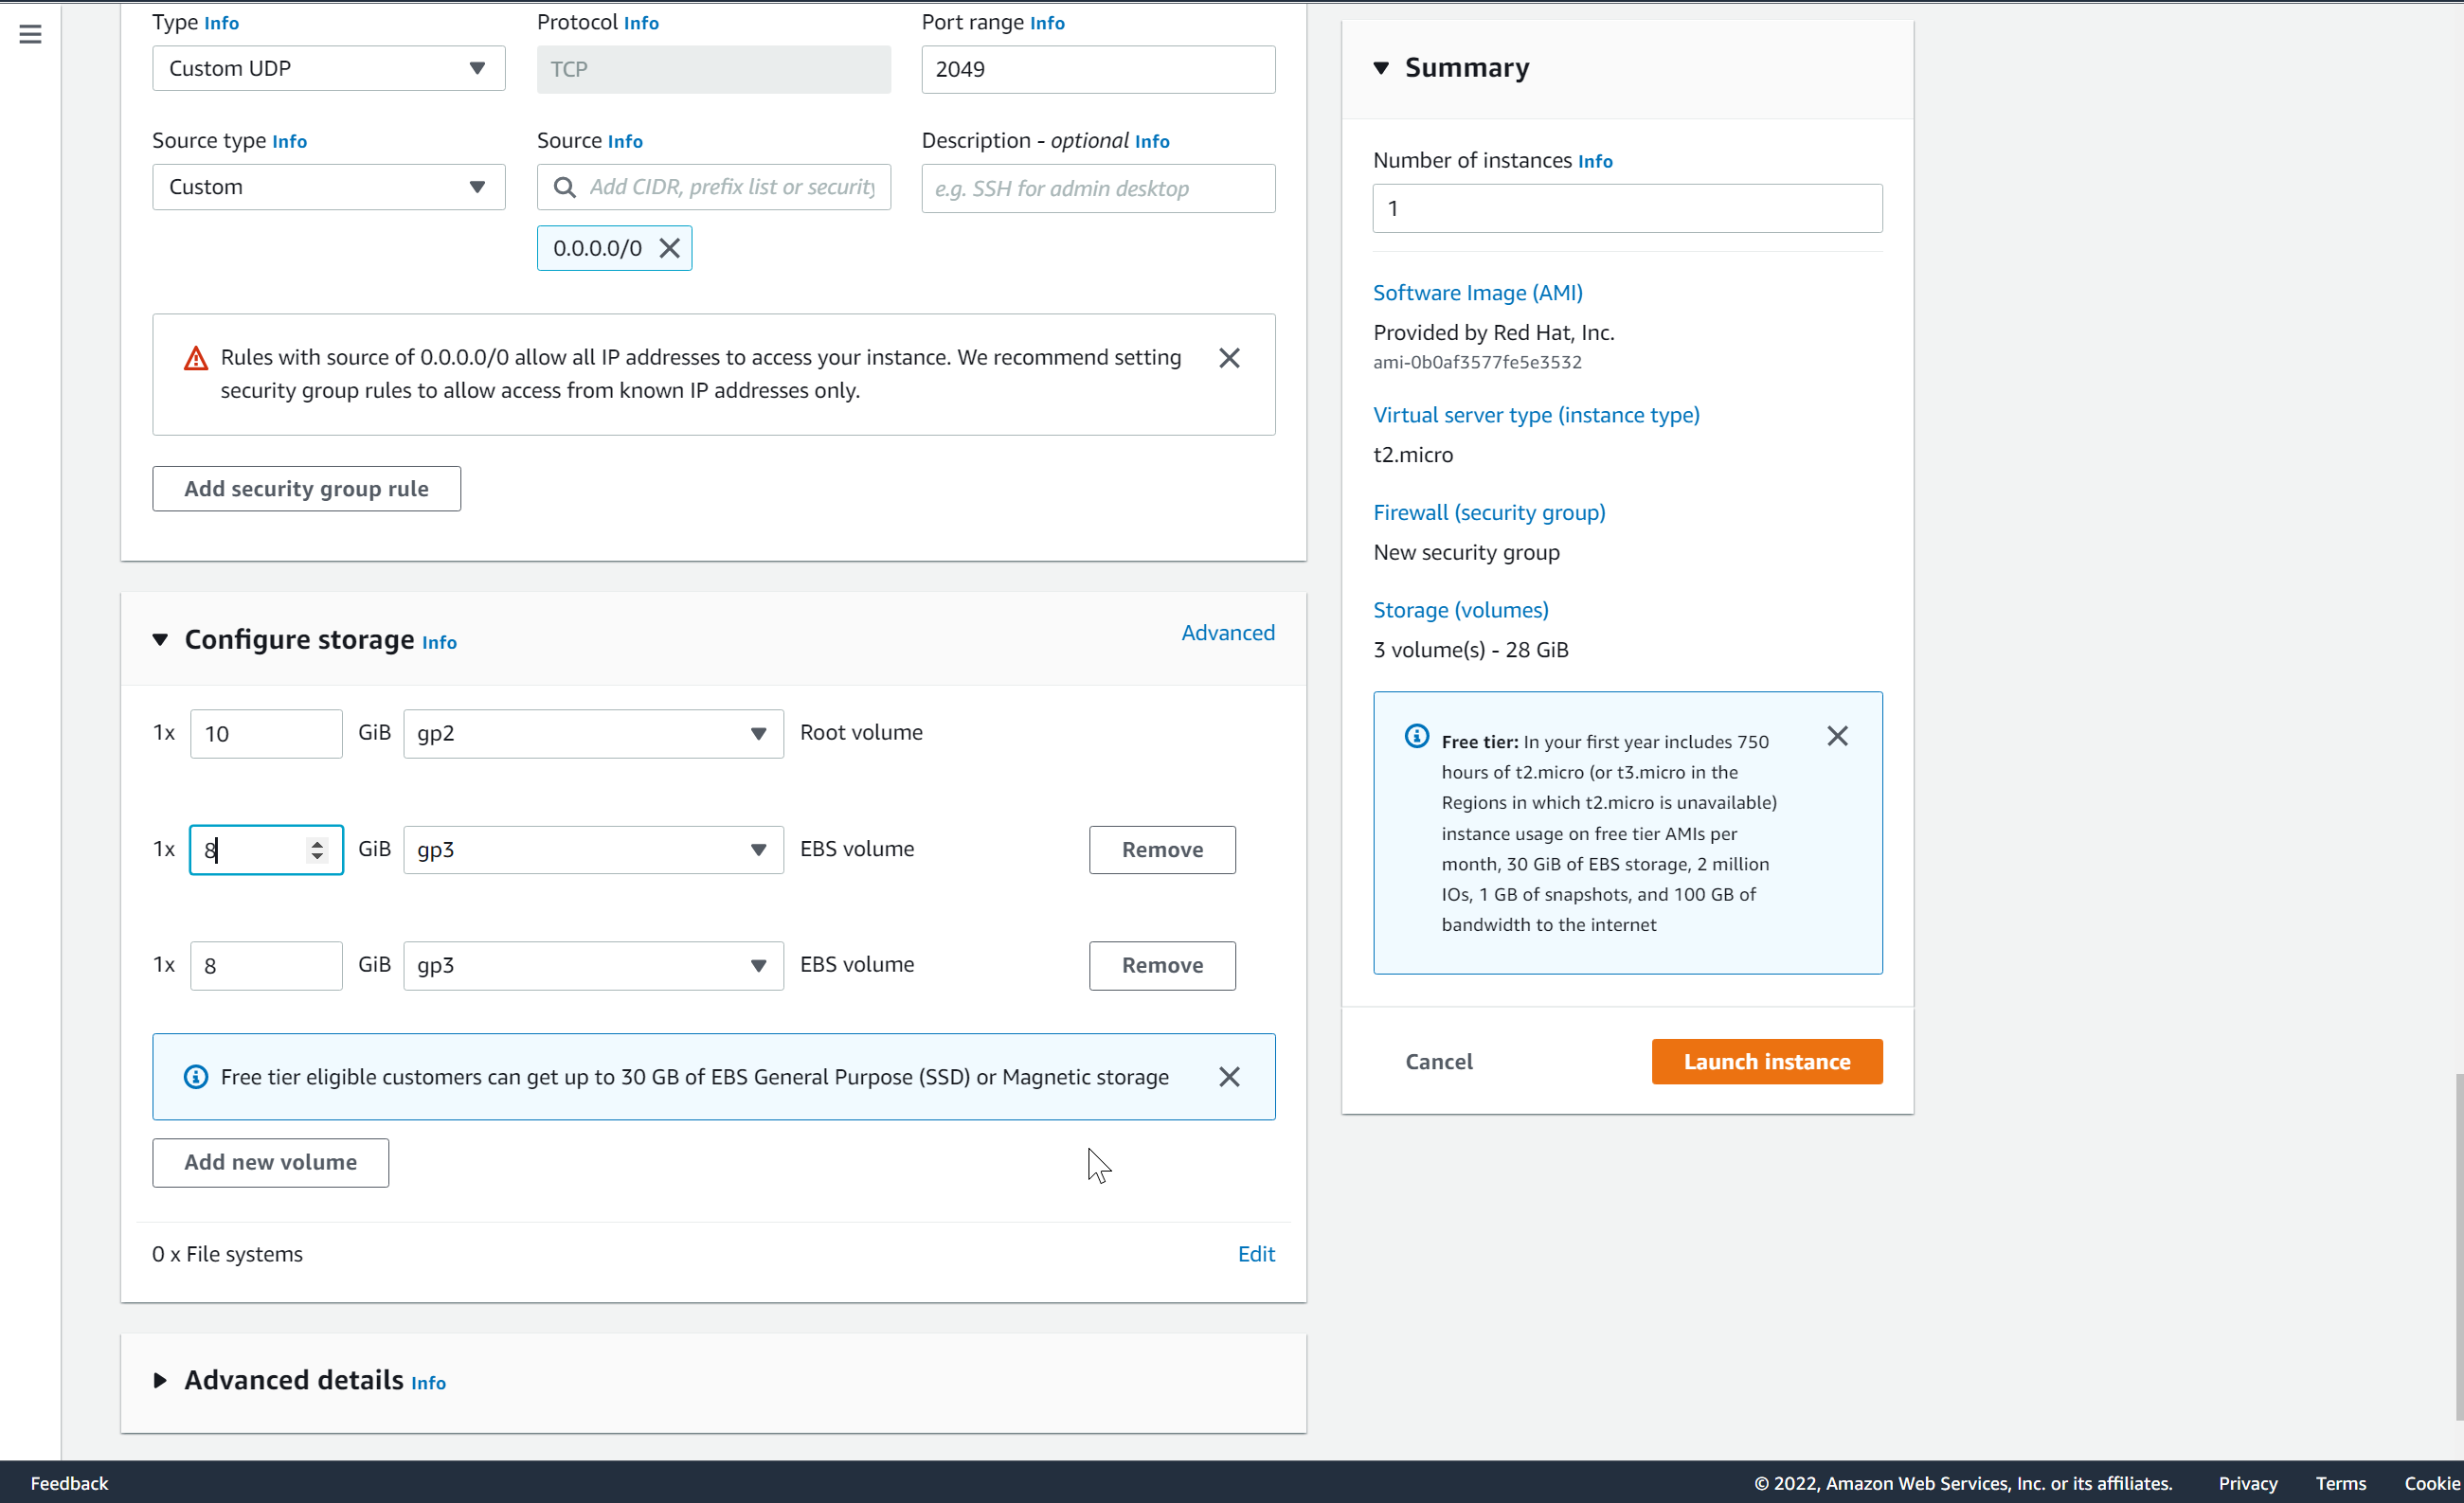 Type Info
Protocol Info
Port range Info
Custom UDP
TCP
2049
Source type Info
Source Info
Description - optional Info
Custom
Add CIDR, prefix list or security
e.g. SSH for admin desktop
0.0.0.0/0
Rules with source of 0.0.0.0/0 allow all IP addresses to access your instance. We recommend setting
security group rules to allow access from known IP addresses only.
Add security group rule
Configure storage Info
Advanced
1x 10 GiB gp2 Root volume
1x 8 GiB gp3 EBS volume Remove
1x 8 GiB gp3 EBS volume Remove
Free tier eligible customers can get up to 30 GB of EBS General Purpose (SSD) or Magnetic storage
Add new volume
0 x File systems
Edit
Advanced details Info
Summary
Number of instances Info
1
Software Image (AMI)
Provided by Red Hat, Inc.
ami-0b0af3577fe5e3532
Virtual server type (instance type)
t2.micro
Firewall (security group)
New security group
Storage (volumes)
3 volume(s) - 28 GiB
Free tier: In your first year includes 750
hours of t2.micro (or t3.micro in the
Regions in which t2.micro is unavailable)
instance usage on free tier AMIs per
month, 30 GiB of EBS storage, 2 million
IOs, 1 GB of snapshots, and 100 GB of
bandwidth to the internet
Cancel
Launch instance
Feedback
© 2022, Amazon Web Services, Inc. or its affiliates.
Privacy
Terms
Cookie